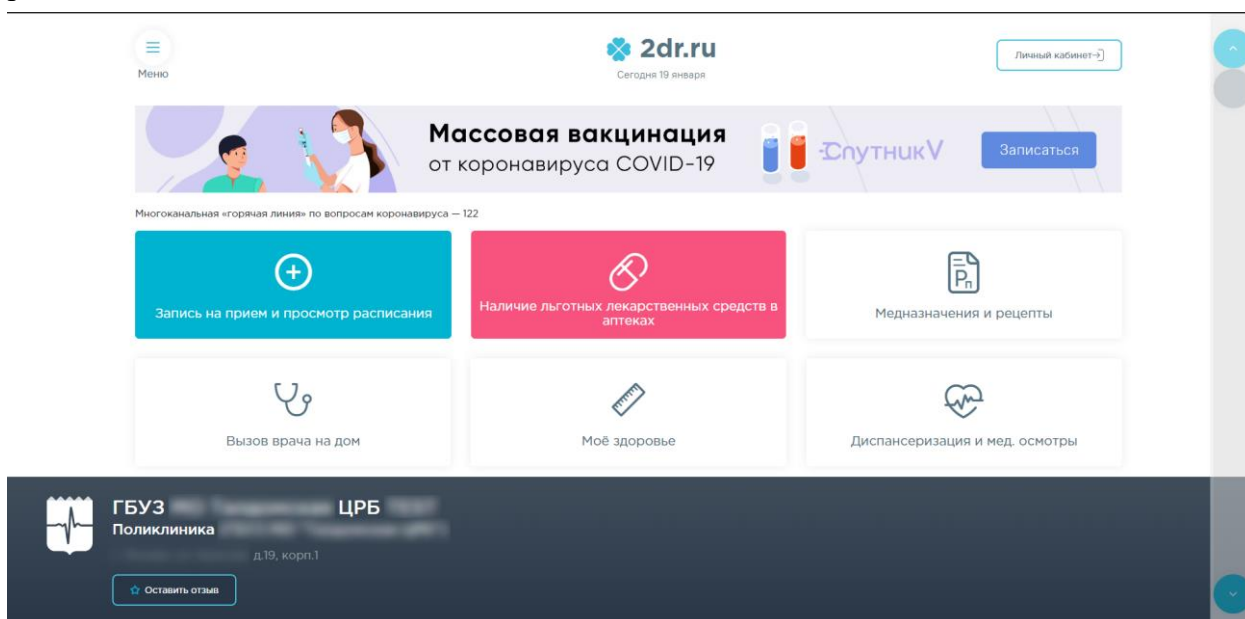 2dr.ru
Меню
Сегодня 19 января
Личный кабинет
Массовая вакцинация
от коронавируса COVID-19
СпутникV
Записаться
Многоканальная «горячая линия» по вопросам коронавируса — 122
Запись на прием и просмотр расписания
Наличие льготных лекарственных средств в
аптеках
Рп
Медназначения и рецепты
Вызов врача на дом
Моё здоровье
Диспансеризация и мед. осмотры
ГБУЗ ЦРБ
Поликлиника
д.19, корп.1
Оставить отзыв